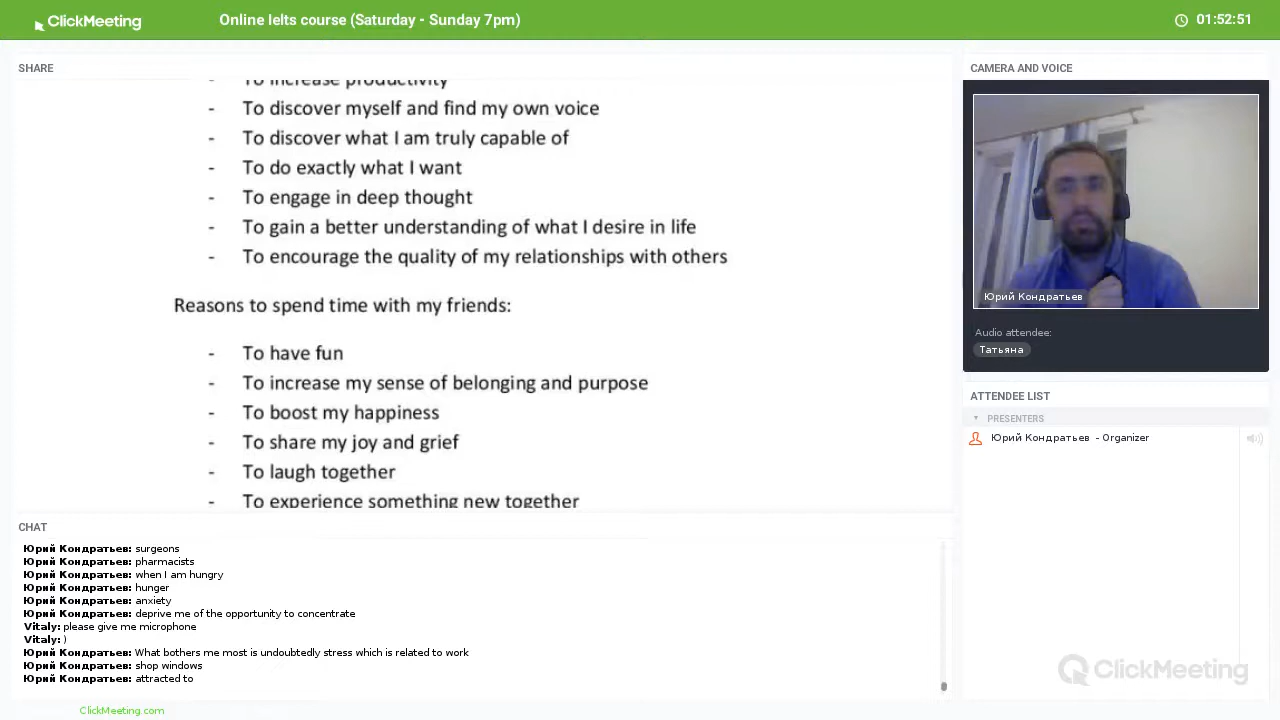 ClickMeeting
Online Ielts course (Saturday - Sunday 7pm)
01:52:51
SHARE
- To increase productivity
- To discover myself and find my own voice
- To discover what I am truly capable of
- To do exactly what I want
- To engage in deep thought
- To gain a better understanding of what I desire in life
- To encourage the quality of my relationships with others
Reasons to spend time with my friends:
- To have fun
- To increase my sense of belonging and purpose
- To boost my happiness
- To share my joy and grief
- To laugh together
- To experience something new together
CHAT
Юрий Кондратьев: surgeons
Юрий Кондратьев: pharmacists
Юрий Кондратьев: when I am hungry
Юрий Кондратьев: hunger
Юрий Кондратьев: anxiety
Юрий Кондратьев: deprive me of the opportunity to concentrate
Vitaly: please give me microphone
Vitaly: )
Юрий Кондратьев: What bothers me most is undoubtedly stress which is related to work
Юрий Кондратьев: shop windows
Юрий Кондратьев: attracted to
ClickMeeting.com
CAMERA AND VOICE
Юрий Кондратьев
Audio attendee:
Татьяна
ATTENDEE LIST
PRESENTERS
Юрий Кондратьев - Organizer
ClickMeeting